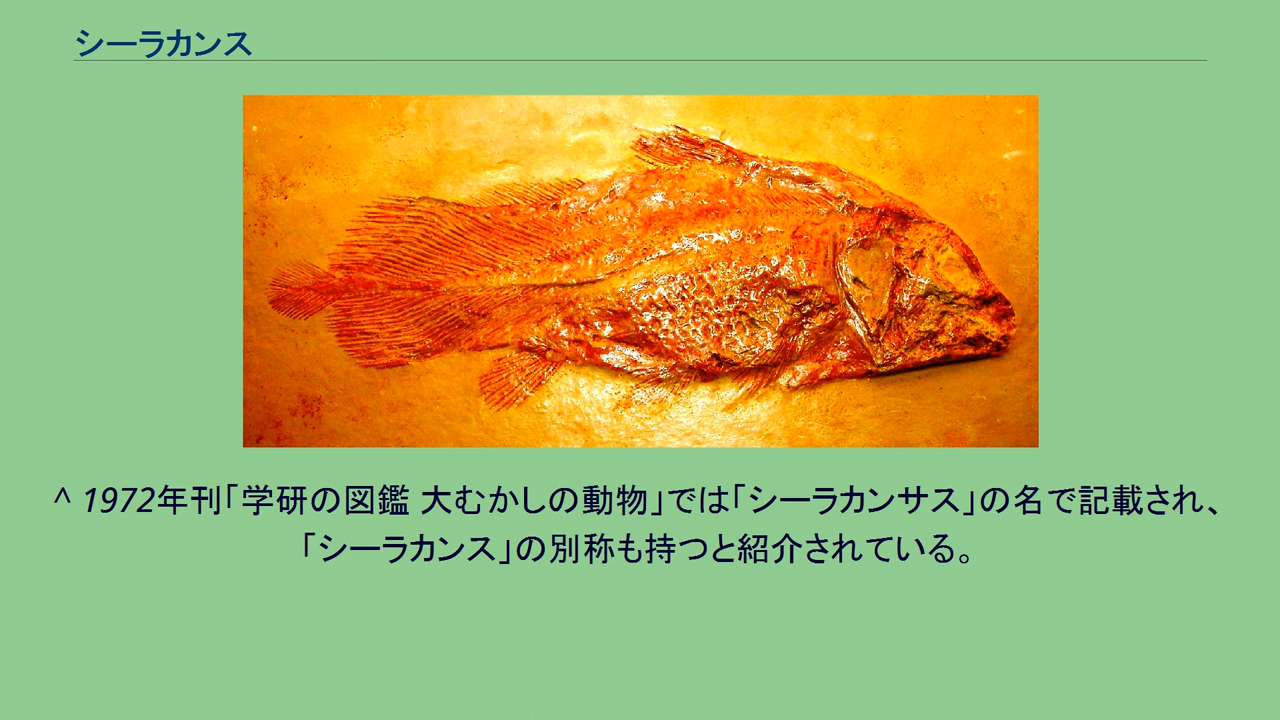 シーラカンス
^ 1972年刊「学研の図鑑 大むかしの動物」では「シーラカンサス」の名で記載され、
「シーラカンス」の別称も持つと紹介されている。